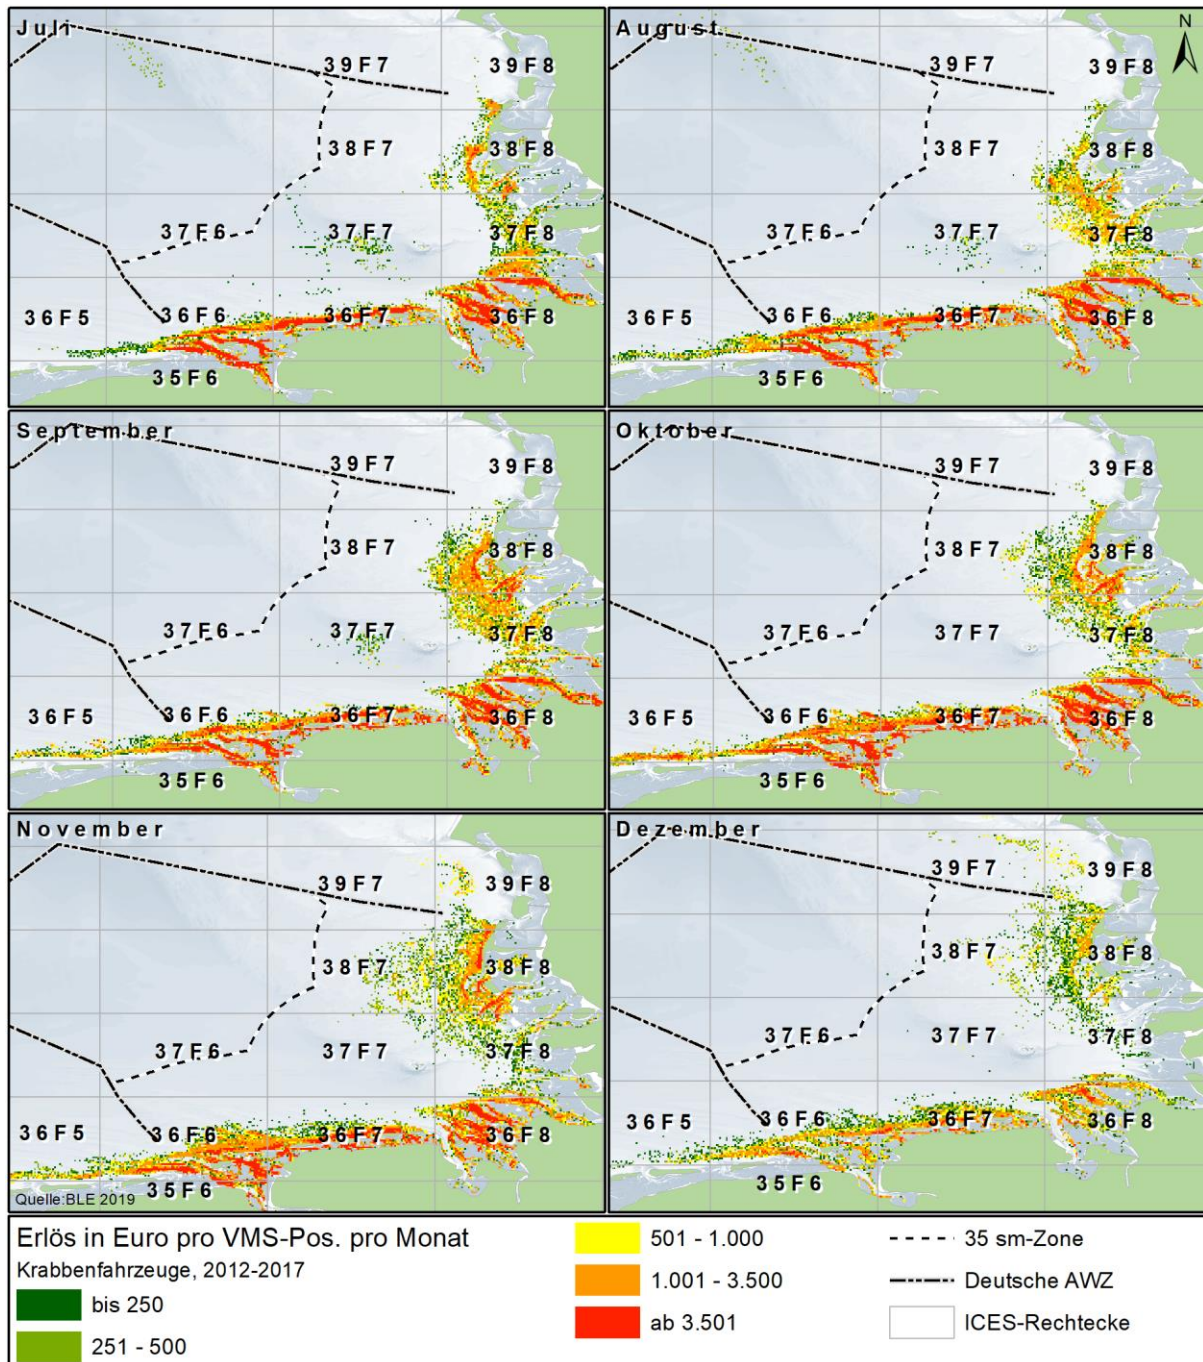 Juli
39F7
39F8
38F7
38F8
37F6
37F7
37F8
36F5
36F6
36F7
36F8
35F6
August
N
39F7
39F8
38F7
38F8
37F6
37F7
37F8
36F5
36F6
36F7
36F8
35F6
September
39F7
39F8
38F7
38F8
37F6
37F7
37F8
36F5
36F6
36F7
36F8
35F6
Oktober
39F7
39F8
38F7
38F8
37F6
37F7
37F8
36F5
36F6
36F7
36F8
35F6
November
39F7
39F8
38F7
38F8
37F6
37F7
37F8
36F5
36F6
36F7
36F8
35F6
Quelle:BLE 2019
Dezember
39F7
39F8
38F7
38F8
37F6
37F7
37F8
36F5
36F6
36F7
36F8
35F6
Erlös in Euro pro VMS-Pos. pro Monat
Krabbenfahrzeuge, 2012-2017
bis 250
251 - 500
501 - 1.000
1.001 - 3.500
ab 3.501
35 sm-Zone
Deutsche AWZ
ICES-Rechtecke